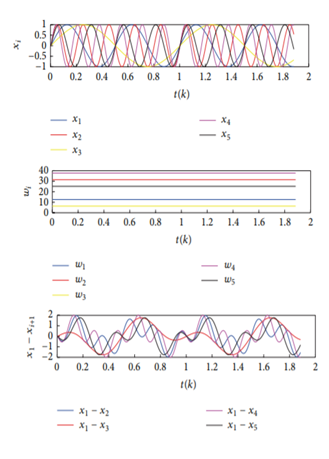 1
0.5
0
−0.5
−1
x_i
0 0.2 0.4 0.6 0.8 1 1.2 1.4 1.6 1.8 2
t(k)
x_1 x_4
x_2 x_5
x_3
40
30
20
10
0
w_i
0 0.2 0.4 0.6 0.8 1 1.2 1.4 1.6 1.8 2
t(k)
w_1 w_4
w_2 w_5
w_3
2
1
0
−1
−2
x_1 − x_{i+1}
0 0.2 0.4 0.6 0.8 1 1.2 1.4 1.6 1.8 2
t(k)
x_1 − x_2 x_1 − x_4
x_1 − x_3 x_1 − x_5